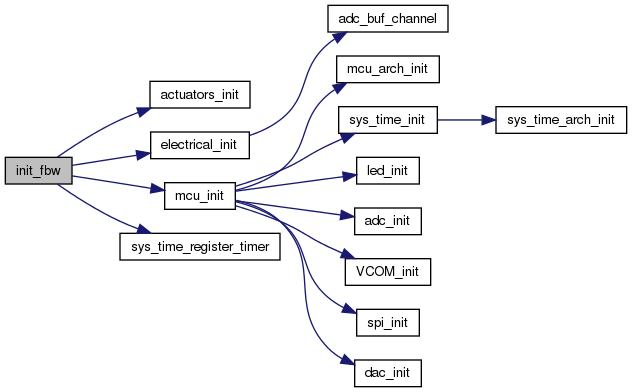 adc_buf_channel
mcu_arch_init
actuators_init
sys_time_init
sys_time_arch_init
electrical_init
init_fbw
led_init
mcu_init
adc_init
sys_time_register_timer
VCOM_init
spi_init
dac_init